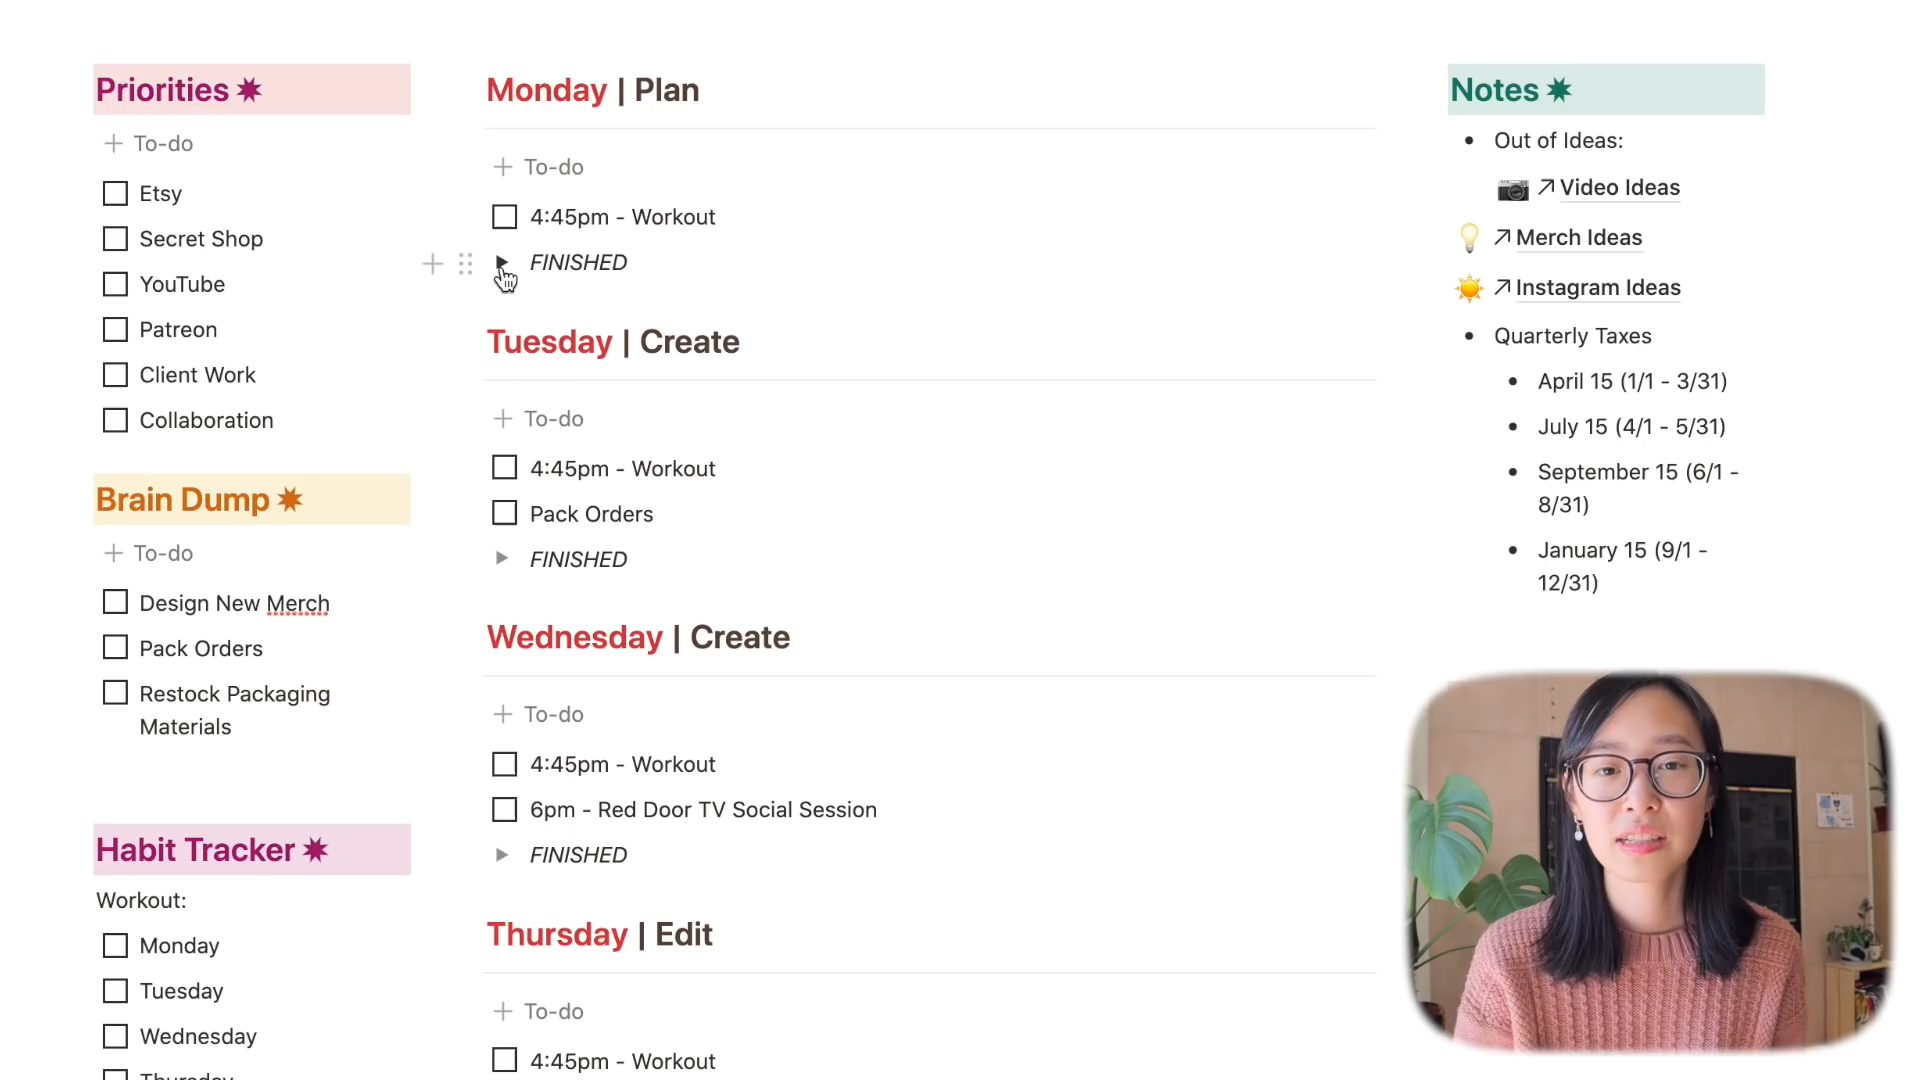 Priorities
+ To-do
Etsy
Secret Shop
YouTube
Patreon
Client Work
Collaboration
Brain Dump
+ To-do
Design New Merch
Pack Orders
Restock Packaging
Materials
Habit Tracker
Workout:
Monday
Tuesday
Wednesday
Thursday
Monday | Plan
+ To-do
4:45pm - Workout
FINISHED
Tuesday | Create
+ To-do
4:45pm - Workout
Pack Orders
FINISHED
Wednesday | Create
+ To-do
4:45pm - Workout
6pm - Red Door TV Social Session
FINISHED
Thursday | Edit
+ To-do
4:45pm - Workout
Notes
Out of Ideas:
Video Ideas
Merch Ideas
Instagram Ideas
Quarterly Taxes
April 15 (1/1 - 3/31)
July 15 (4/1 - 5/31)
September 15 (6/1 -
8/31)
January 15 (9/1 -
12/31)